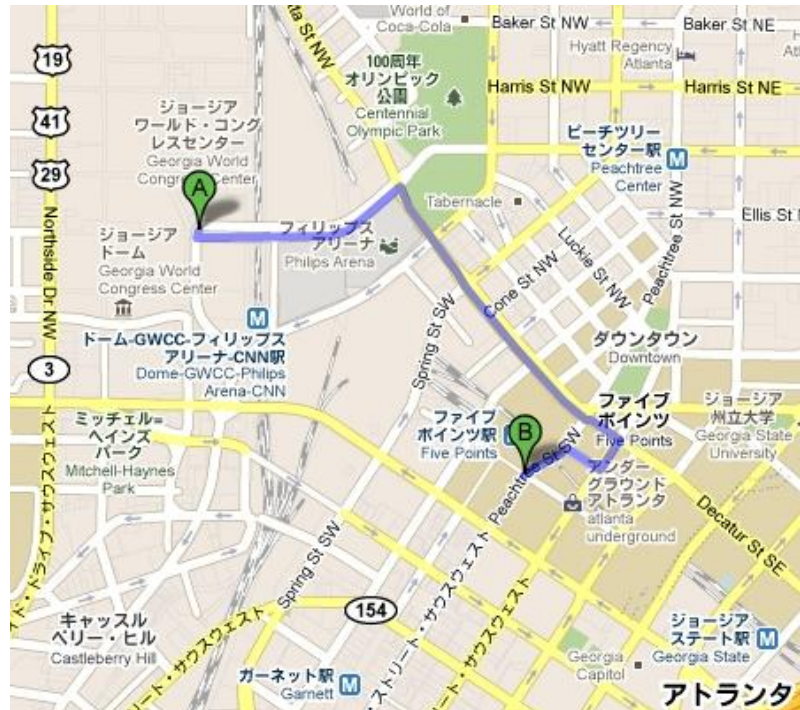 World of
Coca-Cola
Baker St NW
Baker St NE
Hyatt Regency
Atlanta
19
100周年
オリンピック
公園
Centennial
Olympic Park
Harris St NW
Harris St NE
ジョージア
ワールド・コング
レスセンター
Georgia World
Congress Center
41
29
A
ピーチツリー
センター駅
M
Peachtree
Center
Tabernacle
Ellis St
Peachtree St NW
Luckie St NW
Cone St NW
フィリップス
アリーナ
Philips Arena
ジョージア
ドーム
Georgia World
Congress Center
Northside Dr NW
M
ドーム-GWCC-フィリップス
アリーナ-CNN駅
Dome-GWCC-Philips
Arena-CNN
Spring St SW
ダウンタウン
Downtown
3
ファイブ
ポインツ
Five Points
ジョージア
州立大学
Georgia State
University
ファイブ
ポインツ駅
Five Points
B
Peachtree St SW
ミッチェル=
ヘインズ
パーク
Mitchell-Haynes
Park
アンダー
グラウンド
アトランタ
atlanta
underground
Decatur St SE
Spring St SW
154
キャッスル
ベリー・ヒル
Castleberry Hill
ガーネット駅
Garnett
M
ジョージア
ステート駅
Georgia State
M
Georgia
Capitol
アトランタ